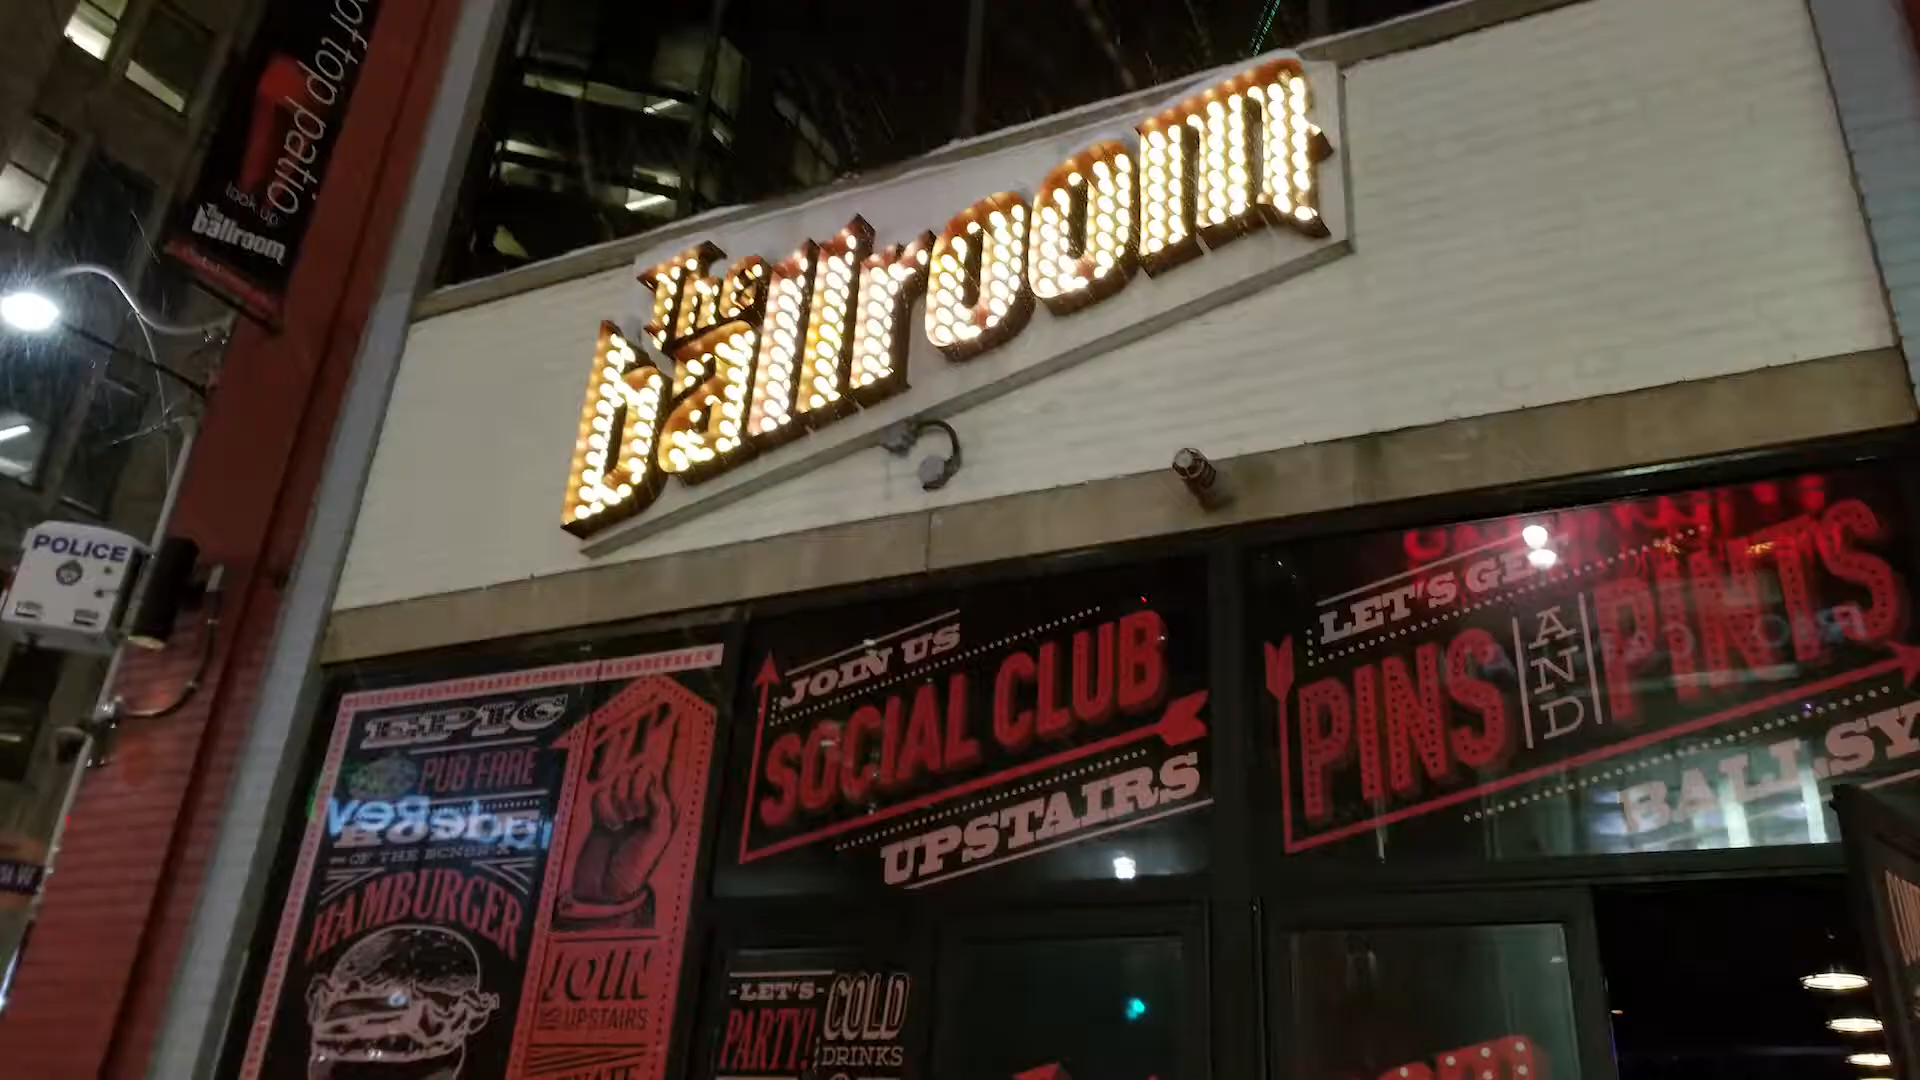 rooftop patio
look up
The
ballroom
The
ballroom
POLICE
EPIC
PUB FARE
OF THE
HAMBURGER
JOIN
US UPSTAIRS
JOIN US
SOCIAL CLUB
UPSTAIRS
LET'S GET
PINS AND PINTS
BALLSY
-LET'S-
PARTY!
COLD
DRINKS